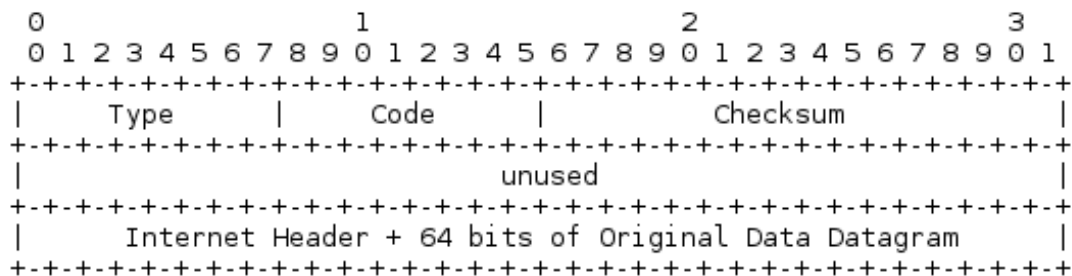 0                   1                   2                   3
 0 1 2 3 4 5 6 7 8 9 0 1 2 3 4 5 6 7 8 9 0 1 2 3 4 5 6 7 8 9 0 1
+-+-+-+-+-+-+-+-+-+-+-+-+-+-+-+-+-+-+-+-+-+-+-+-+-+-+-+-+-+-+-+-+
|     Type      |     Code      |          Checksum             |
+-+-+-+-+-+-+-+-+-+-+-+-+-+-+-+-+-+-+-+-+-+-+-+-+-+-+-+-+-+-+-+-+
|                             unused                            |
+-+-+-+-+-+-+-+-+-+-+-+-+-+-+-+-+-+-+-+-+-+-+-+-+-+-+-+-+-+-+-+-+
|      Internet Header + 64 bits of Original Data Datagram      |
+-+-+-+-+-+-+-+-+-+-+-+-+-+-+-+-+-+-+-+-+-+-+-+-+-+-+-+-+-+-+-+-+